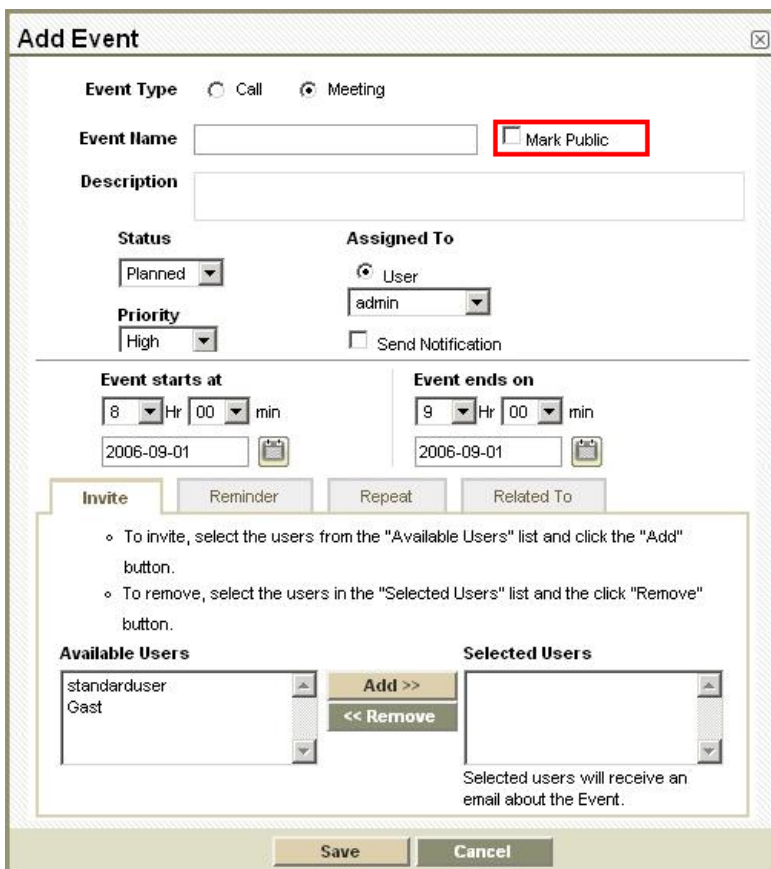 Add Event
Event Type Call Meeting
Event Name Mark Public
Description
Status Assigned To
Planned User
admin
Priority
High Send Notification
Event starts at Event ends on
8 Hr 00 min 9 Hr 00 min
2006-09-01 2006-09-01
Invite Reminder Repeat Related To
To invite, select the users from the "Available Users" list and click the "Add"
button.
To remove, select the users in the "Selected Users" list and the click "Remove"
button.
Available Users Selected Users
standarduser Add >>
Gast << Remove
Selected users will receive an
email about the Event.
Save Cancel